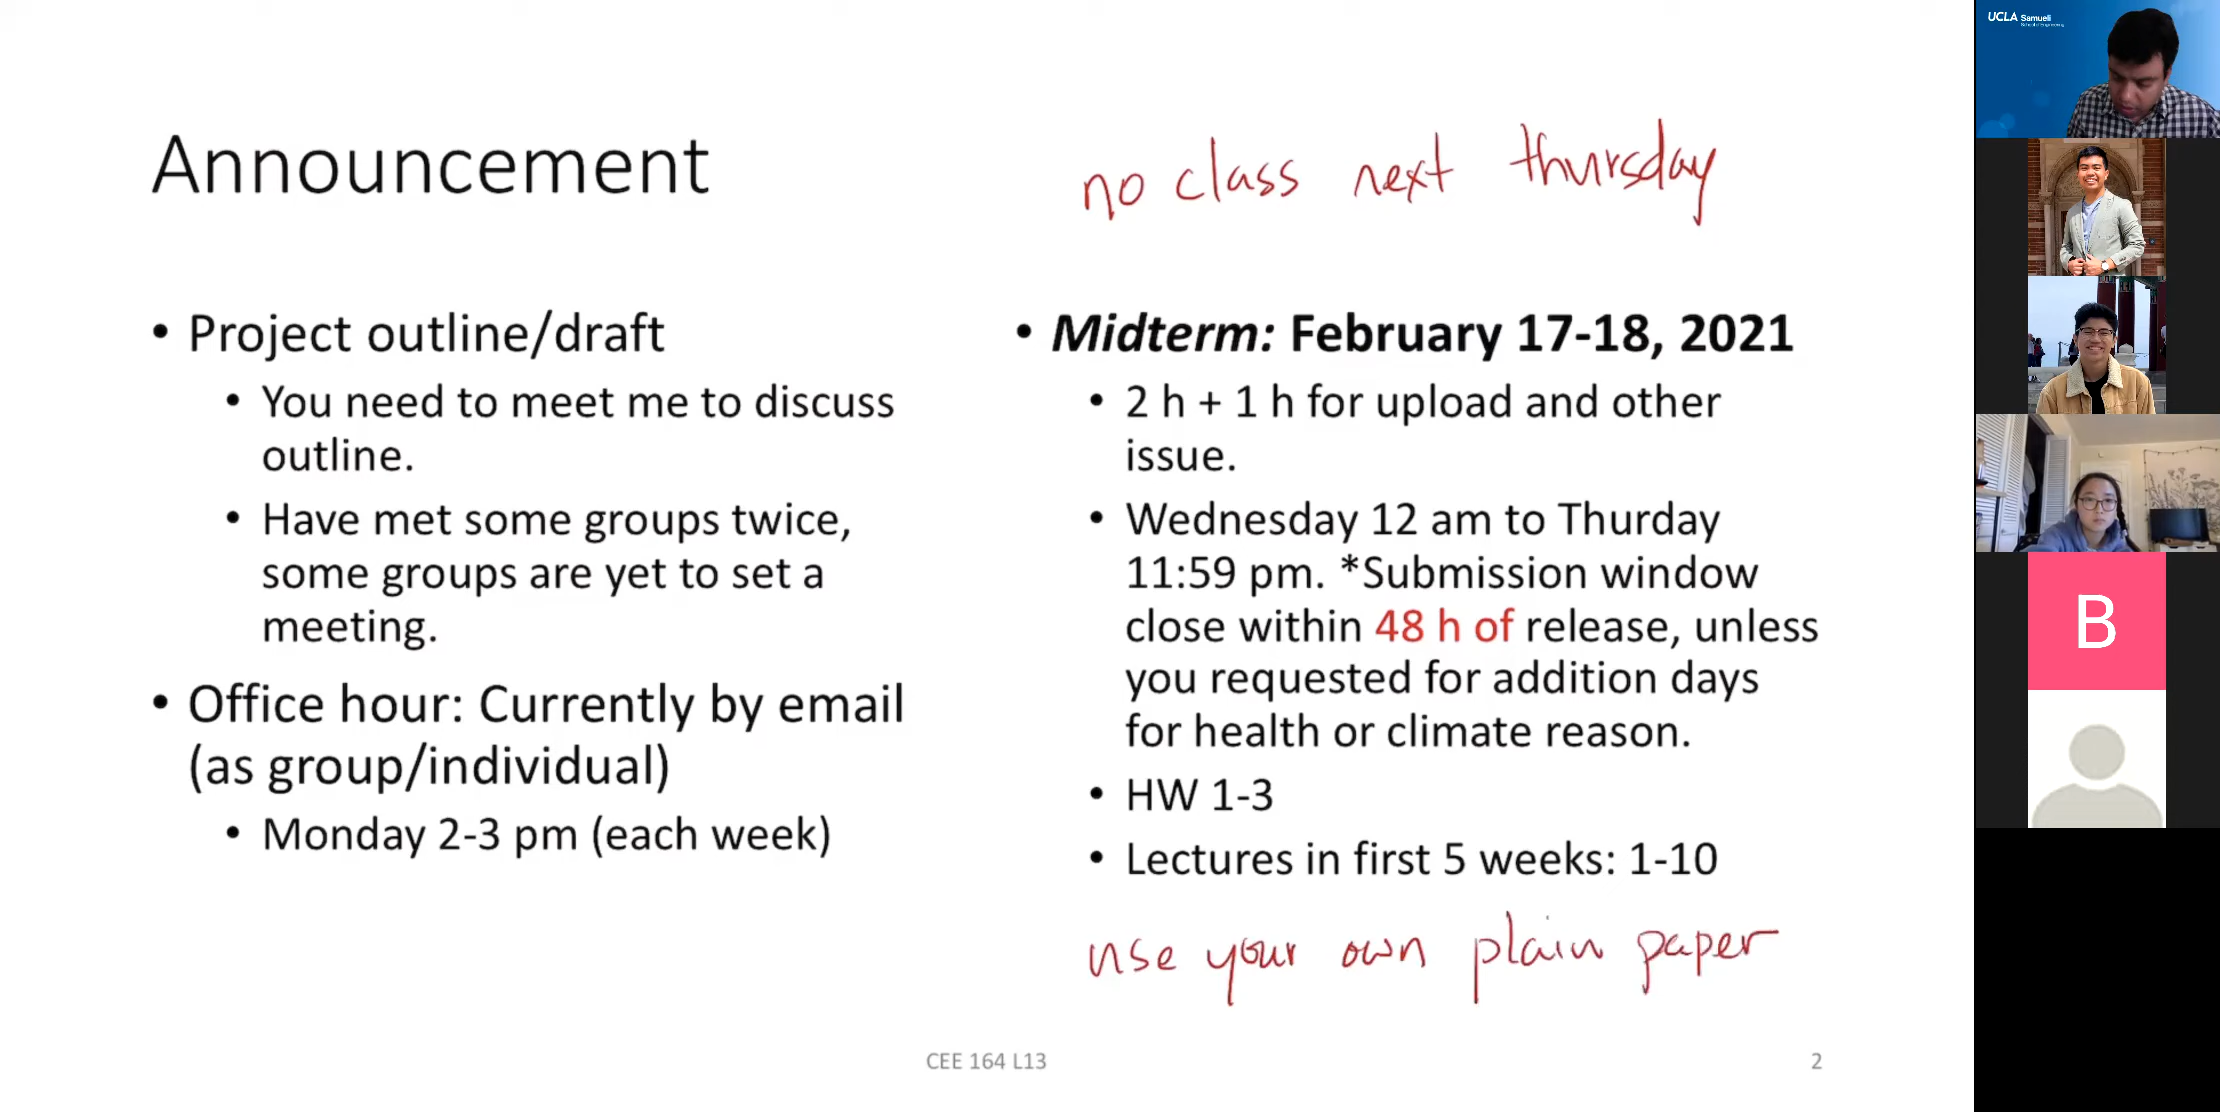 Announcement
no class next thursday
• Project outline/draft
• You need to meet me to discuss
outline.
• Have met some groups twice,
some groups are yet to set a
meeting.
• Office hour: Currently by email
(as group/individual)
• Monday 2-3 pm (each week)
• Midterm: February 17-18, 2021
• 2 h + 1 h for upload and other
issue.
• Wednesday 12 am to Thurday
11:59 pm. *Submission window
close within 48 h of release, unless
you requested for addition days
for health or climate reason.
• HW 1-3
• Lectures in first 5 weeks: 1-10
use your own plain paper
CEE 164 L13
2
UCLA Samueli
School of Engineering
B